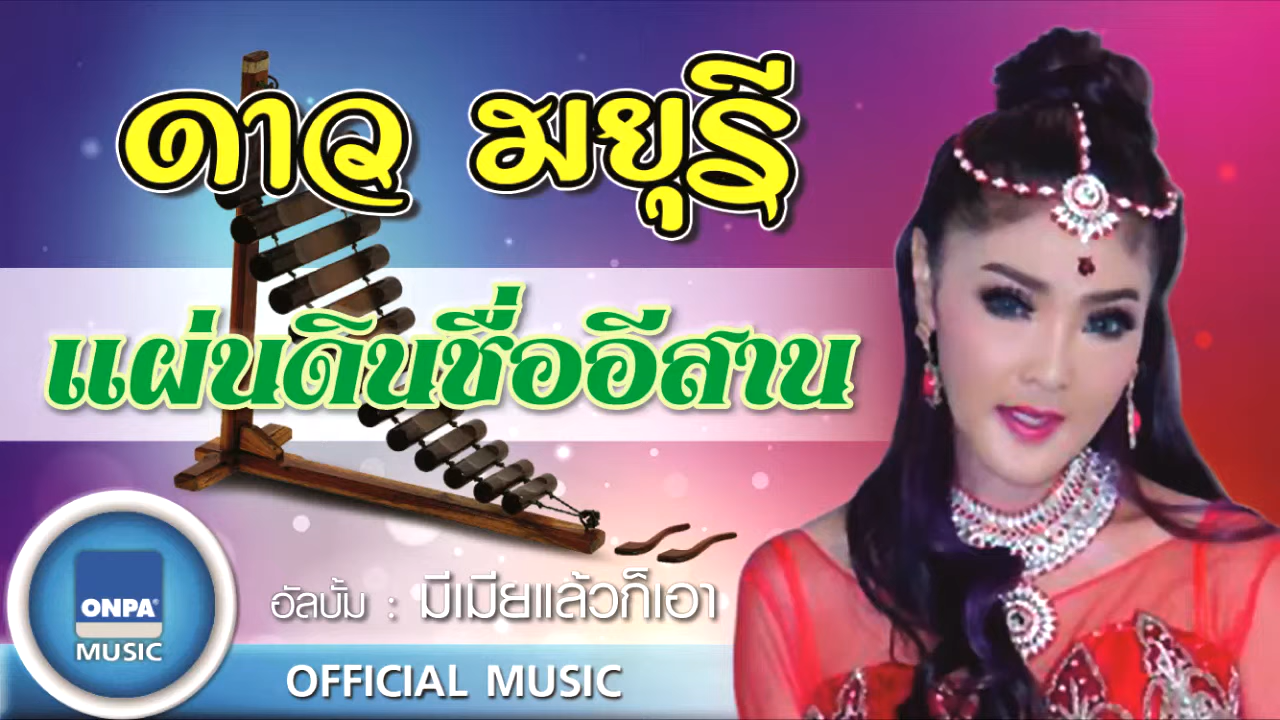 ดาว มยุรี
แผ่นดินชื่ออีสาน
อัลบั้ม : มีเมียแล้วก็เอา
ONPA®
MUSIC
OFFICIAL MUSIC